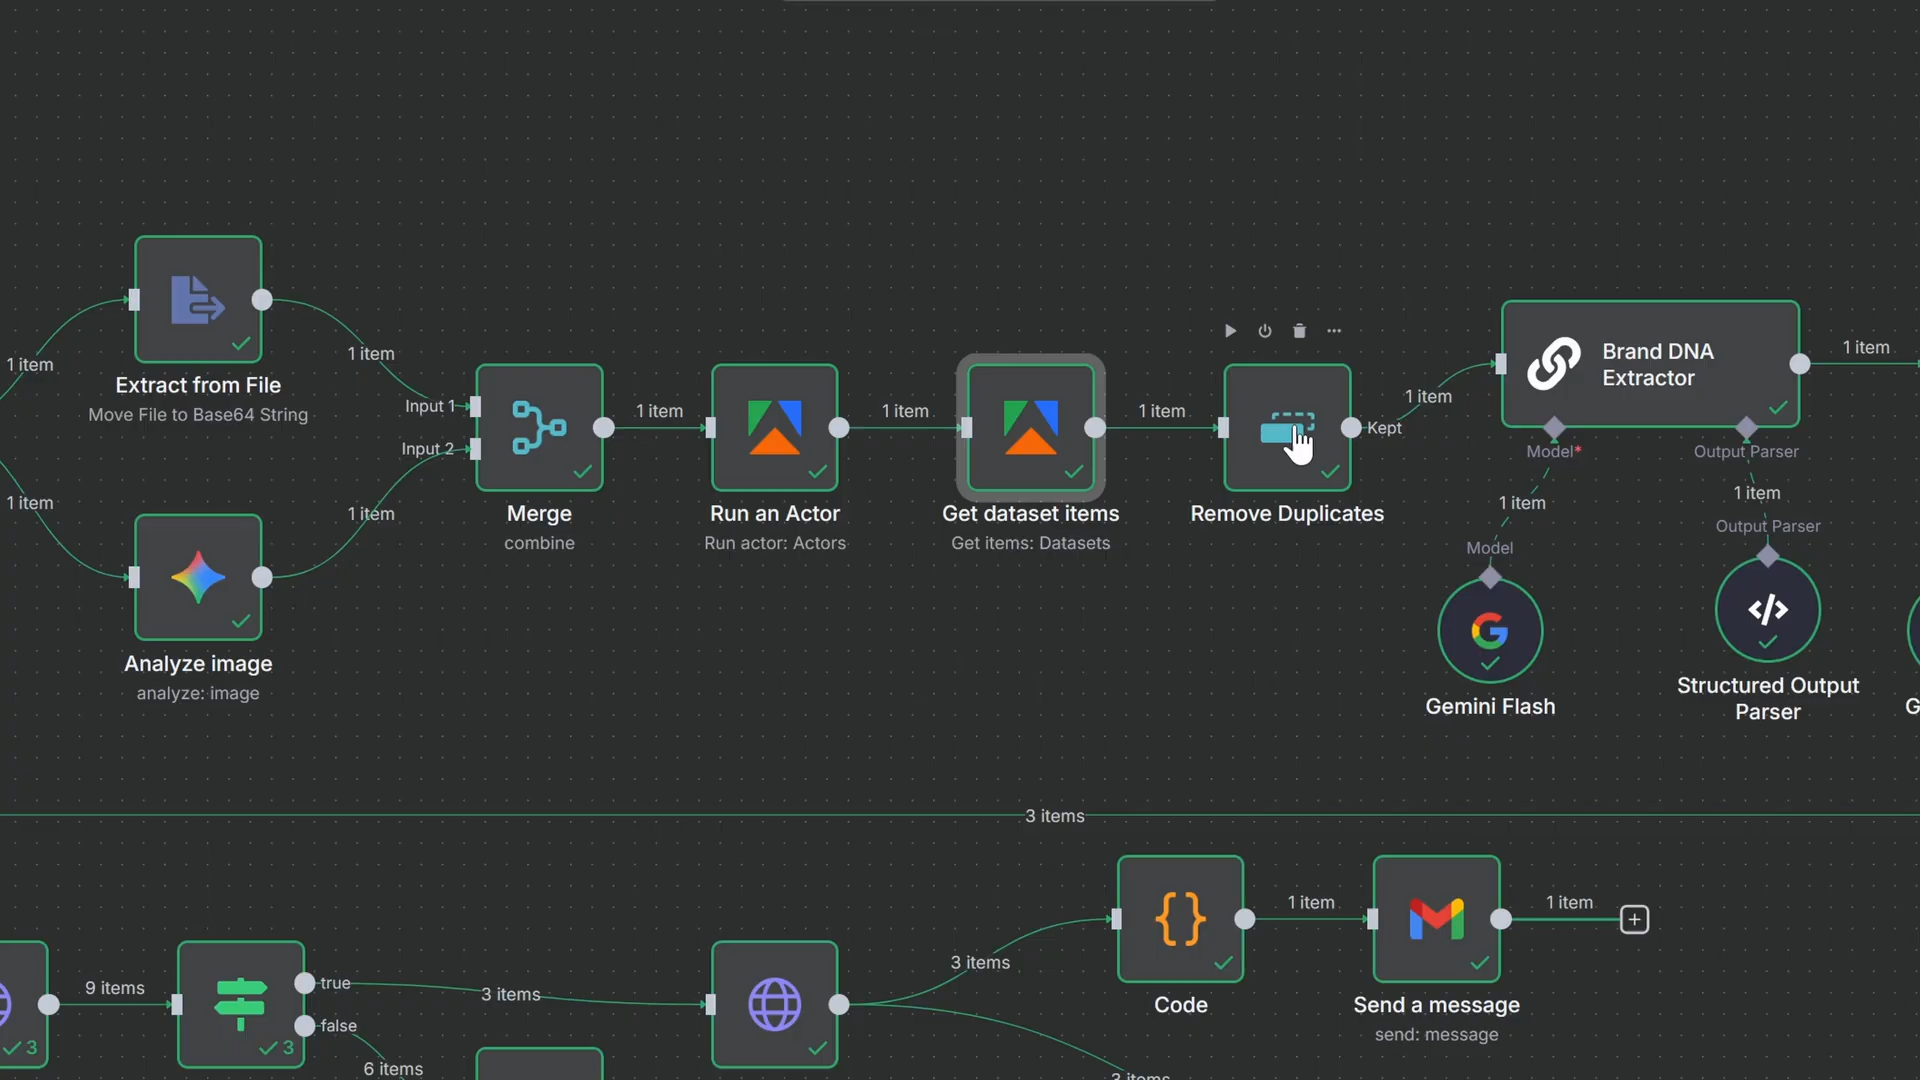 1 item
Extract from File
Move File to Base64 String
1 item
1 item
Analyze image
analyze: image
1 item
Input 1
Input 2
Merge
combine
1 item
Run an Actor
Run actor: Actors
1 item
Get dataset items
Get items: Datasets
1 item
Remove Duplicates
Kept
1 item
Brand DNA
Extractor
1 item
Model*
Output Parser
1 item
1 item
Output Parser
Model
Gemini Flash
Structured Output
Parser
G
3 items
3
9 items
true
false
3
3 items
6 items
3 items
3 items
Code
1 item
Send a message
send: message
1 item